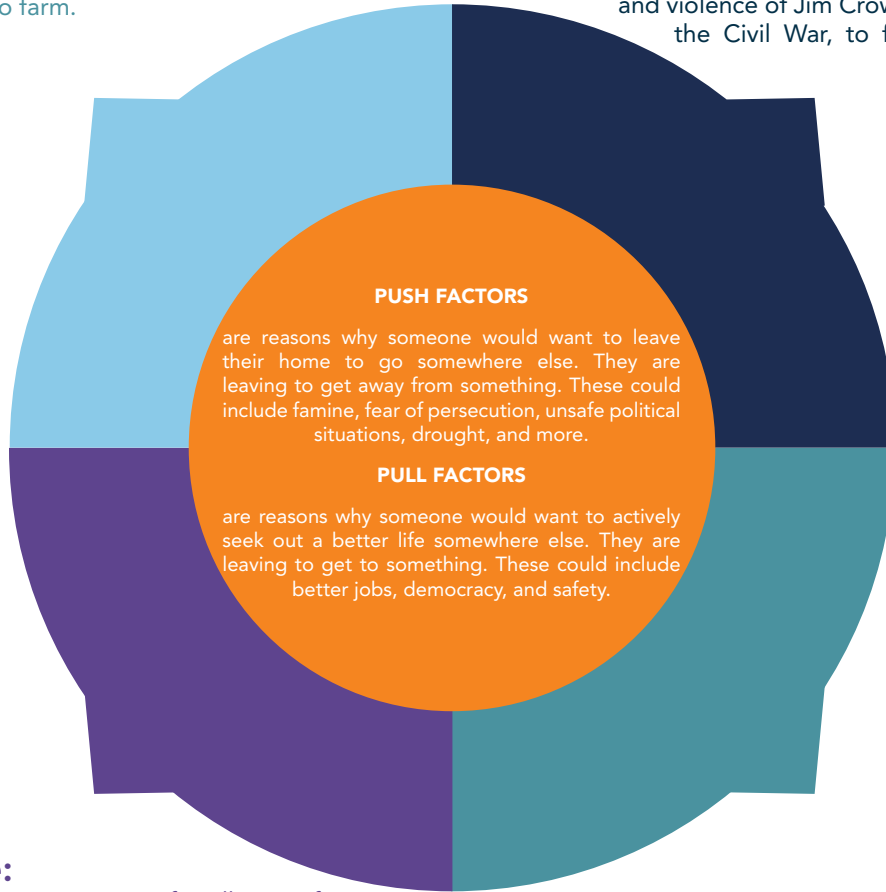 o farm.
and violence of Jim Crow
the Civil War, to f
PUSH FACTORS
are reasons why someone would want to leave
their home to go somewhere else. They are
leaving to get away from something. These could
include famine, fear of persecution, unsafe political
situations, drought, and more.
PULL FACTORS
are reasons why someone would want to actively
seek out a better life somewhere else. They are
leaving to get to something. These could include
better jobs, democracy, and safety.
: